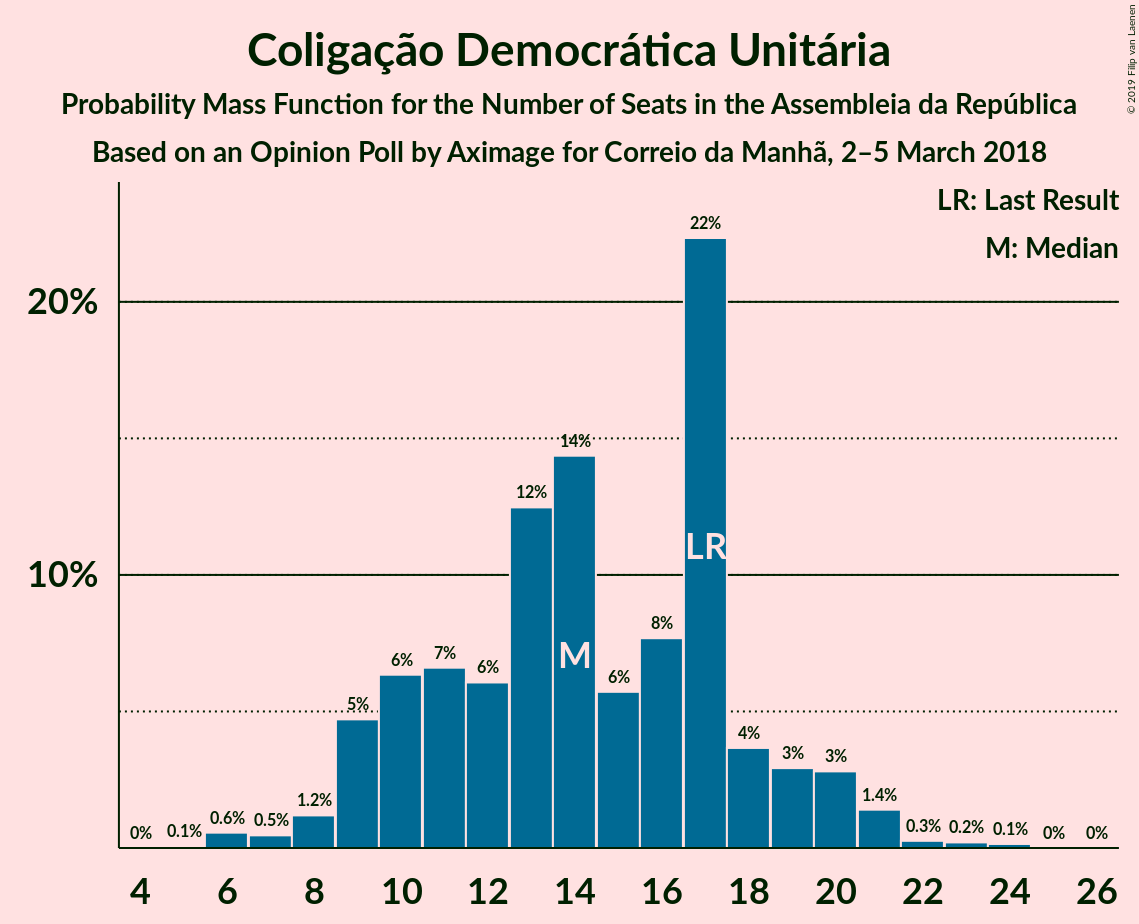 Coligação Democrática Unitária
Probability Mass Function for the Number of Seats in the Assembleia da República
Based on an Opinion Poll by Aximage for Correio da Manhã, 2–5 March 2018
© 2019 Filip van Laenen
LR: Last Result
M: Median
20%
10%
0% 0.1% 0.6% 0.5% 1.2% 5% 6% 7% 6% 12% 14% 6% 8% 22% 4% 3% 3% 1.4% 0.3% 0.2% 0.1% 0% 0%
LR
M
4 6 8 10 12 14 16 18 20 22 24 26